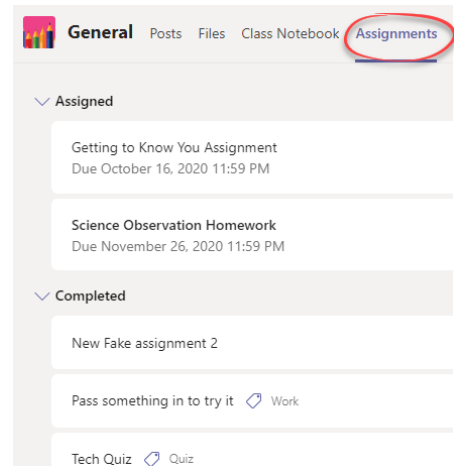 General Posts Files Class Notebook Assignments
Assigned
Getting to Know You Assignment
Due October 16, 2020 11:59 PM
Science Observation Homework
Due November 26, 2020 11:59 PM
Completed
New Fake assignment 2
Pass something in to try it Work
Tech Quiz Quiz